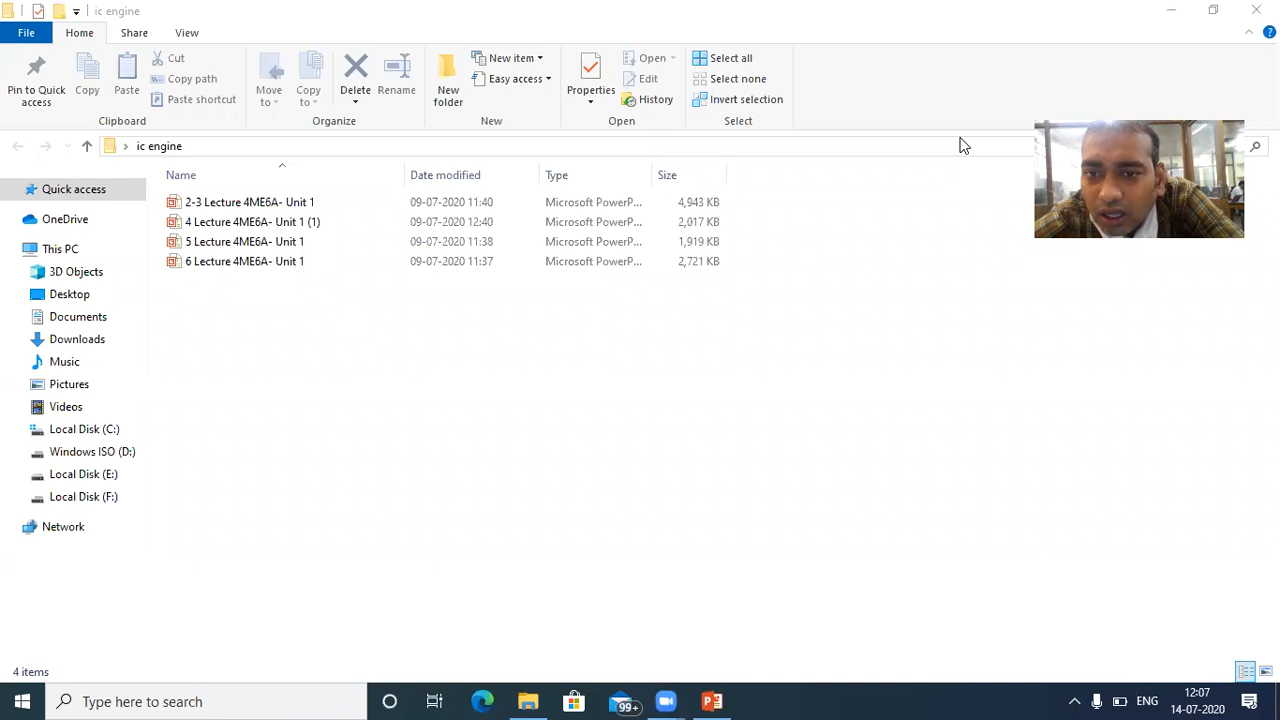 ic engine
File Home Share View
Pin to Quick access
Copy
Paste
Cut
Copy path
Paste shortcut
Clipboard
Move to
Copy to
Delete
Rename
Organize
New folder
New item
Easy access
New
Properties
Open
Edit
History
Open
Select all
Select none
Invert selection
Select
ic engine
Name Date modified Type Size
2-3 Lecture 4ME6A- Unit 1 09-07-2020 11:40 Microsoft PowerP... 4,943 KB
4 Lecture 4ME6A- Unit 1 (1) 09-07-2020 12:40 Microsoft PowerP... 2,017 KB
5 Lecture 4ME6A- Unit 1 09-07-2020 11:38 Microsoft PowerP... 1,919 KB
6 Lecture 4ME6A- Unit 1 09-07-2020 11:37 Microsoft PowerP... 2,721 KB
Quick access
OneDrive
This PC
3D Objects
Desktop
Documents
Downloads
Music
Pictures
Videos
Local Disk (C:)
Windows ISO (D:)
Local Disk (E:)
Local Disk (F:)
Network
4 items
Type here to search
99+
ENG
12:07
14-07-2020